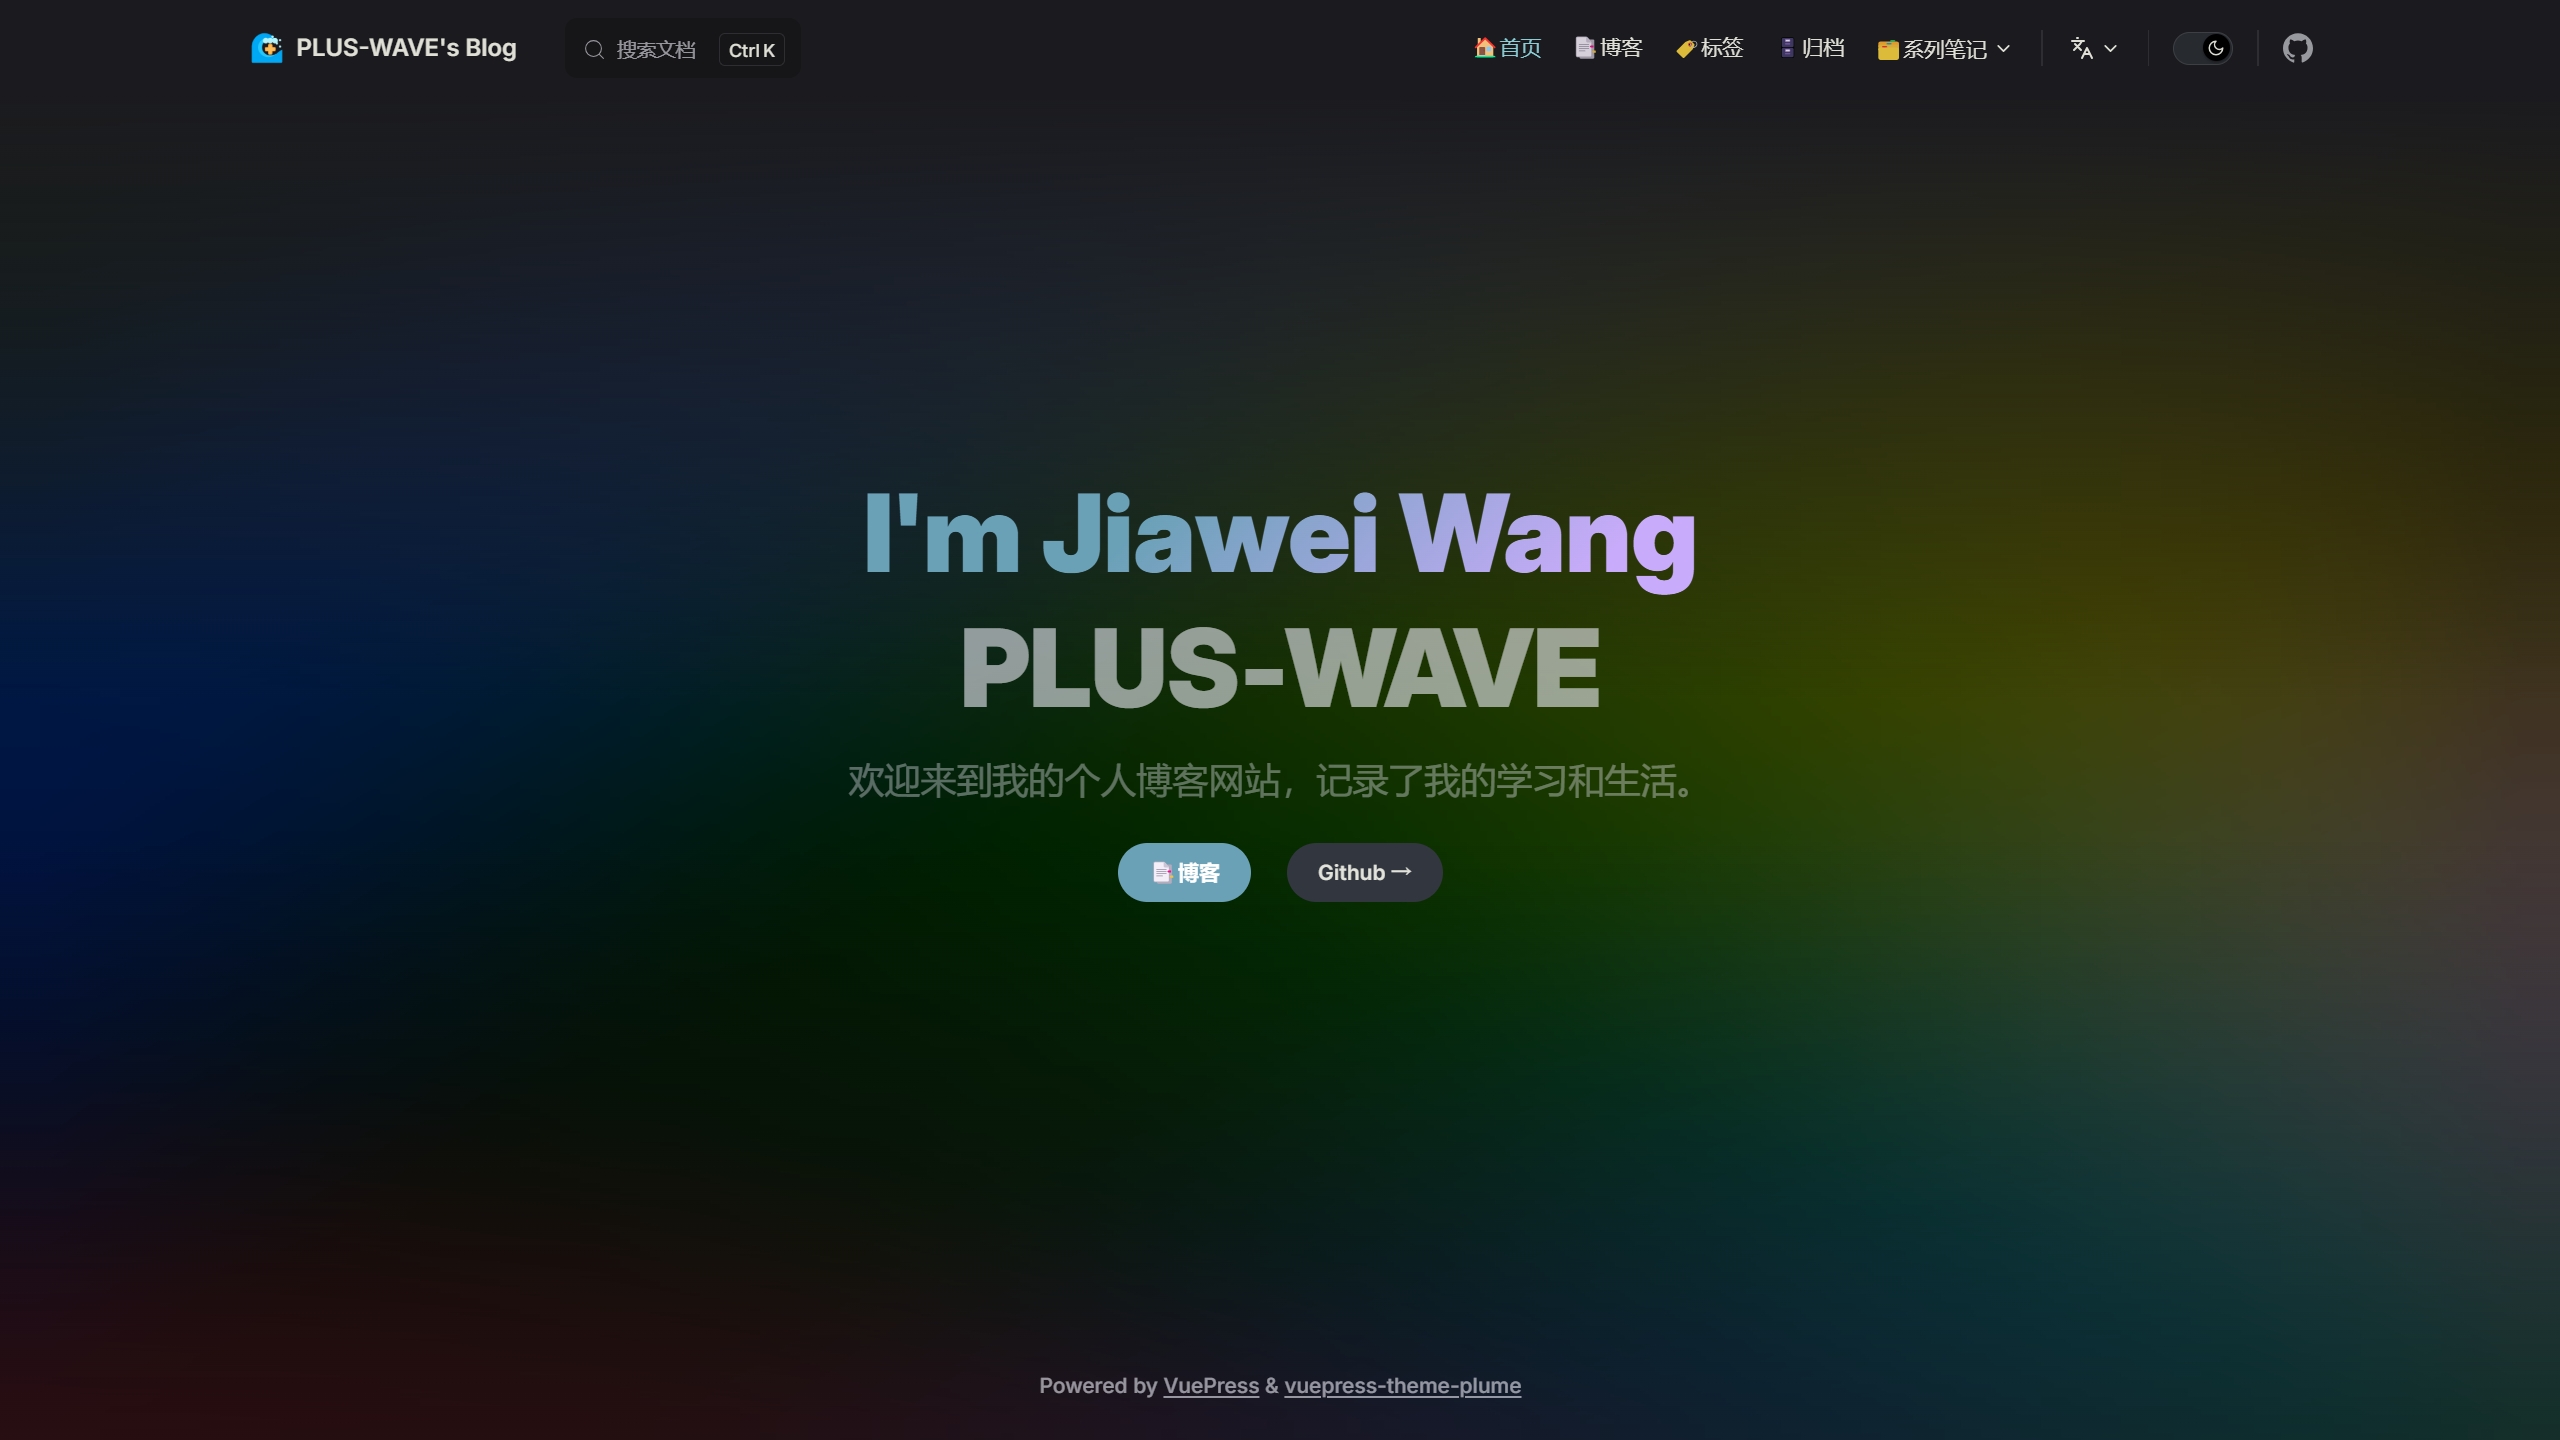 PLUS-WAVE's Blog
搜索文档 Ctrl K
首页 博客 标签 归档 系列笔记
I'm Jiawei Wang
PLUS-WAVE
欢迎来到我的个人博客网站，记录了我的学习和生活。
博客 Github →
Powered by VuePress & vuepress-theme-plume